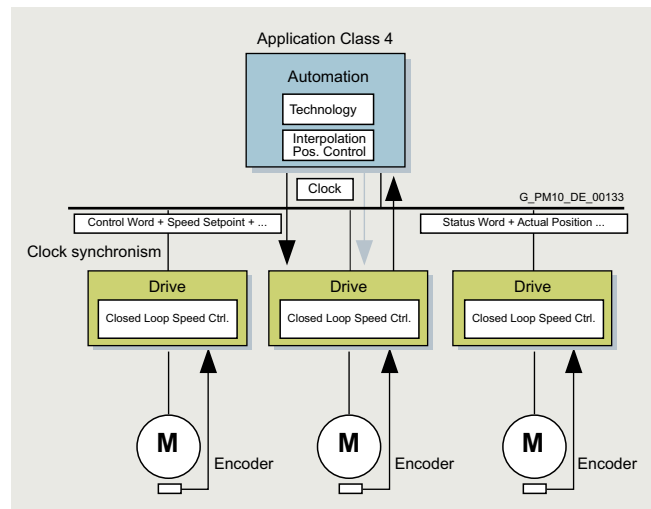 Application Class 4
Automation
Technology
Interpolation
Pos. Control
Clock
G_PM10_DE_00133
Control Word + Speed Setpoint + ...
Status Word + Actual Position ...
Clock synchronism
Drive
Drive
Drive
Closed Loop Speed Ctrl.
Closed Loop Speed Ctrl.
Closed Loop Speed Ctrl.
M
M
M
Encoder
Encoder
Encoder